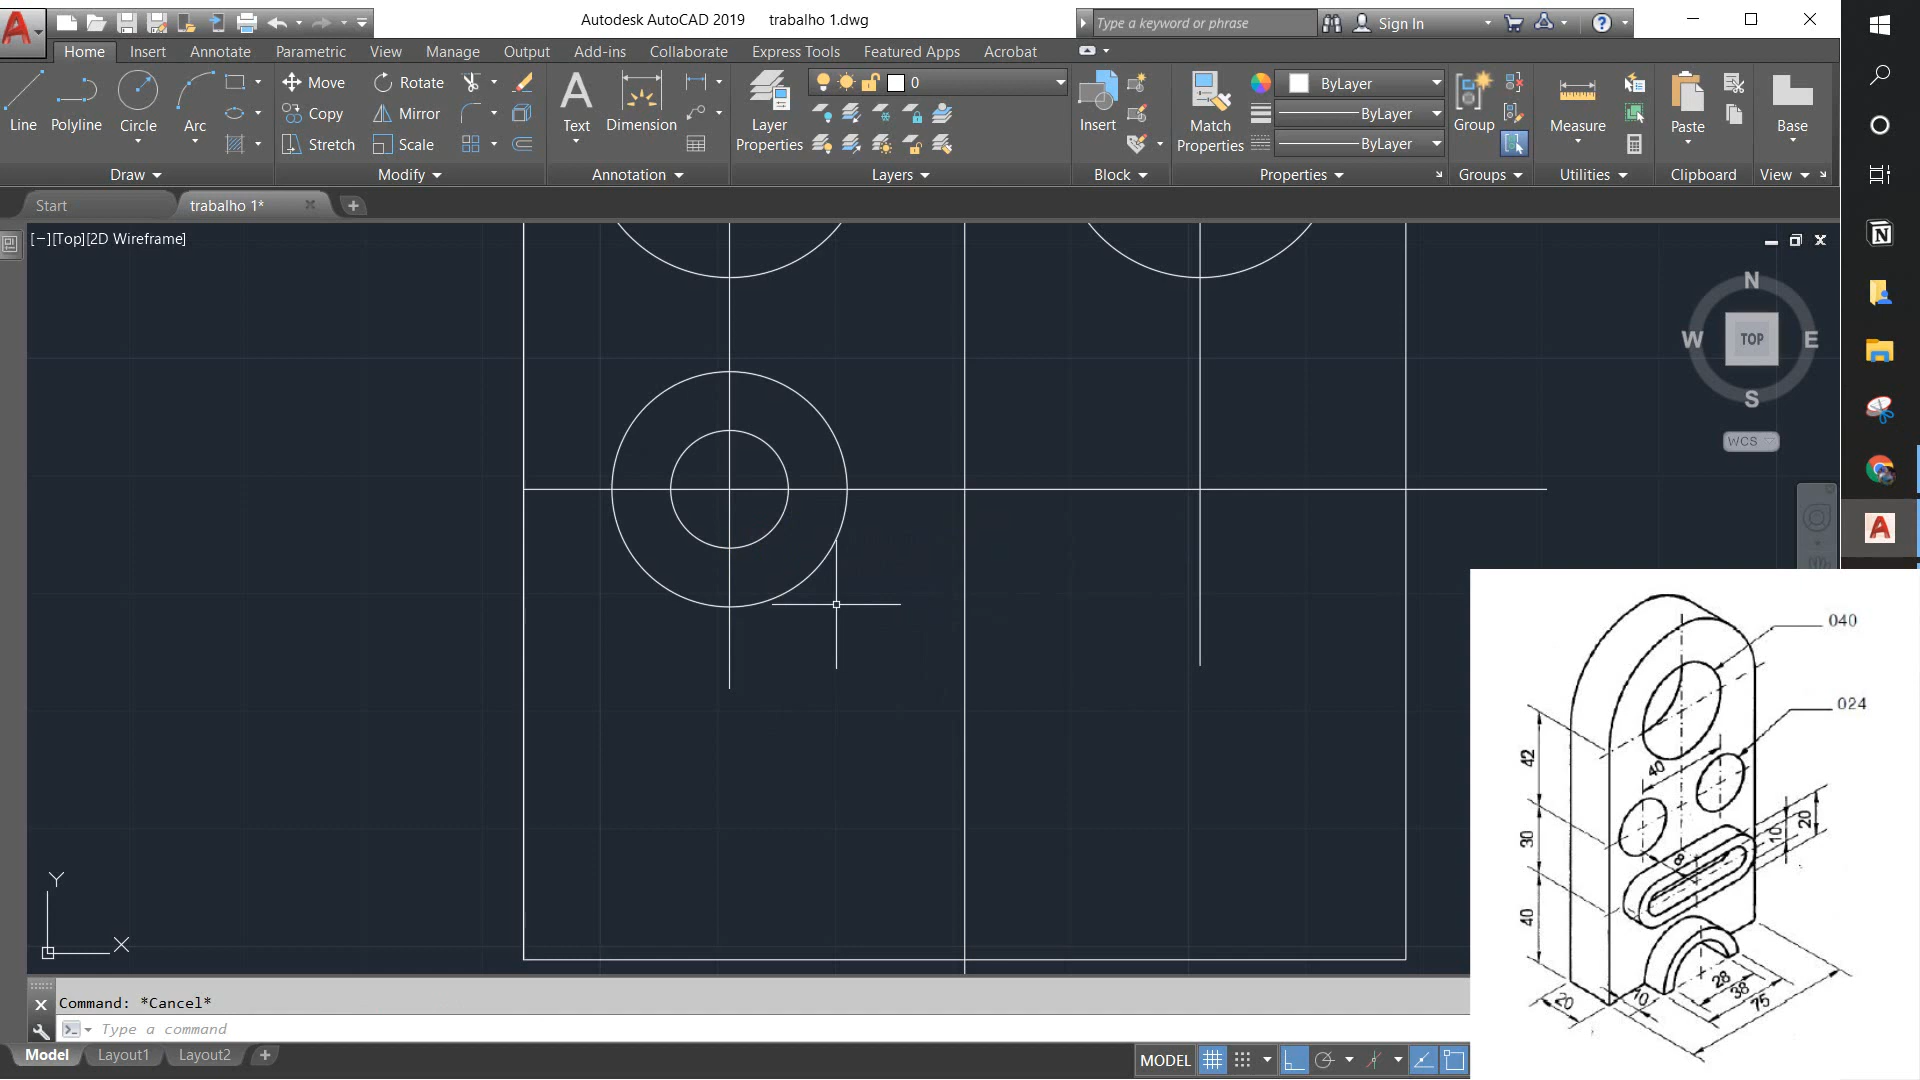 Autodesk AutoCAD 2019 trabalho 1.dwg
Type a keyword or phrase
Sign In
Home Insert Annotate Parametric View Manage Output Add-ins Collaborate Express Tools Featured Apps Acrobat
Line Polyline Circle Arc
Move Rotate
Copy Mirror
Stretch Scale
Text Dimension
Layer Properties
0
Insert
Match Properties
ByLayer
ByLayer
ByLayer
Group
Measure
Paste
Base
Draw Modify Annotation Layers Block Properties Groups Utilities Clipboard View
Start trabalho 1*
[−][Top][2D Wireframe]
N
W TOP E
S
WCS
Y
X
040
024
42
40
30
8
10
20
40
20
10
28
38
75
Command: *Cancel*
Type a command
Model Layout1 Layout2
MODEL